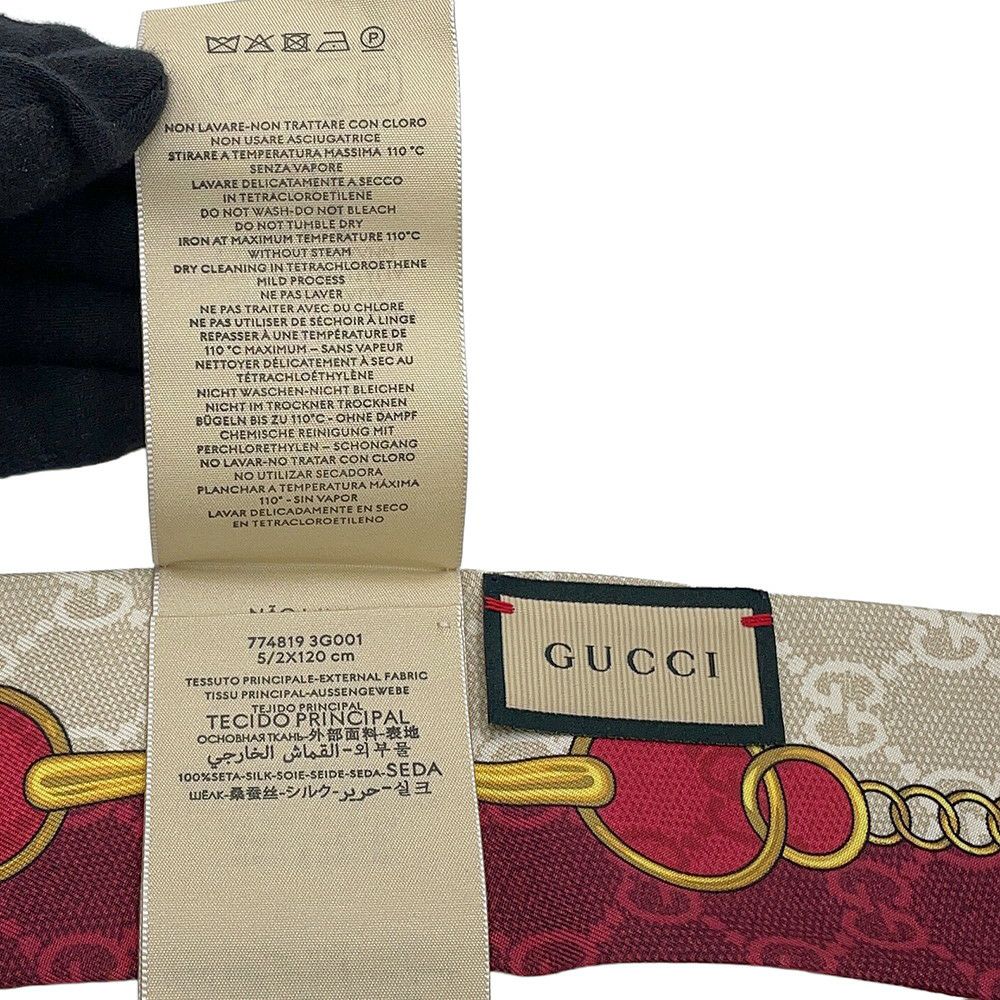 NON LAVARE-NON TRATTARE CON CLORO
NON USARE ASCIUGATRICE
STIRARE A TEMPERATURA MASSIMA 110 °C
SENZA VAPORE
LAVARE DELICATAMENTE A SECCO
IN TETRACLOROETILENE
DO NOT WASH-DO NOT BLEACH
DO NOT TUMBLE DRY
IRON AT MAXIMUM TEMPERATURE 110°C
WITHOUT STEAM
DRY CLEANING IN TETRACHLOROETHENE
MILD PROCESS
NE PAS LAVER
NE PAS TRAITER AVEC DU CHLORE
NE PAS UTILISER DE SÉCHOIR À LINGE
REPASSER À UNE TEMPÉRATURE DE
110 °C MAXIMUM – SANS VAPEUR
NETTOYER DÉLICATEMENT À SEC AU
TÉTRACHLOÉTHYLÈNE
NICHT WASCHEN-NICHT BLEICHEN
NICHT IM TROCKNER TROCKNEN
BÜGELN BIS ZU 110°C - OHNE DAMPF
CHEMISCHE REINIGUNG MIT
PERCHLORETHYLEN – SCHONGANG
NO LAVAR-NO TRATAR CON CLORO
NO UTILIZAR SECADORA
PLANCHAR A TEMPERATURA MÁXIMA
110° - SIN VAPOR
LAVAR DELICADAMENTE EN SECO
EN TETRACLOROETILENO
NÃO
774819 3G001
5/2X120 cm
TESSUTO PRINCIPALE-EXTERNAL FABRIC
TISSU PRINCIPAL-AUSSENGEWEBE
TEJIDO PRINCIPAL
TECIDO PRINCIPAL
ОСНОВНАЯ ТКАНЬ-外部面料-表地
외부물-القماش الخارجي
100%SETA-SILK-SOIE-SEIDE-SEDA-SEDA
ШЁЛК-桑蚕丝-シルク-حرير-실크
GUCCI